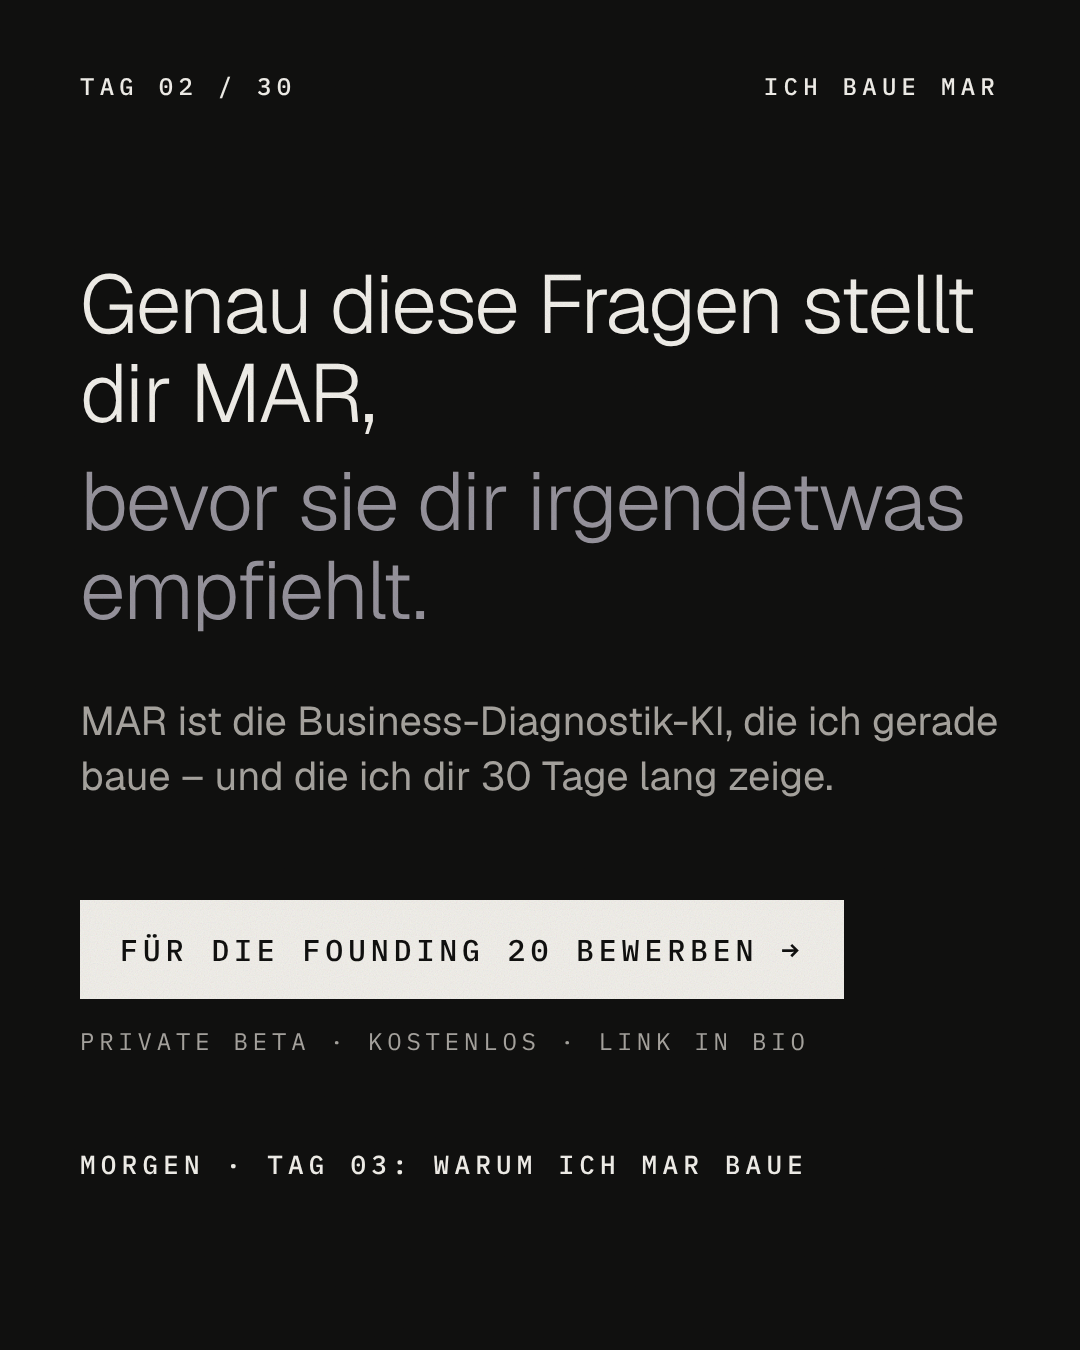 TAG 02 / 30
ICH BAUE MAR
Genau diese Fragen stellt
dir MAR,
bevor sie dir irgendetwas
empfiehlt.
MAR ist die Business-Diagnostik-KI, die ich gerade
baue – und die ich dir 30 Tage lang zeige.
FÜR DIE FOUNDING 20 BEWERBEN →
PRIVATE BETA · KOSTENLOS · LINK IN BIO
MORGEN · TAG 03: WARUM ICH MAR BAUE